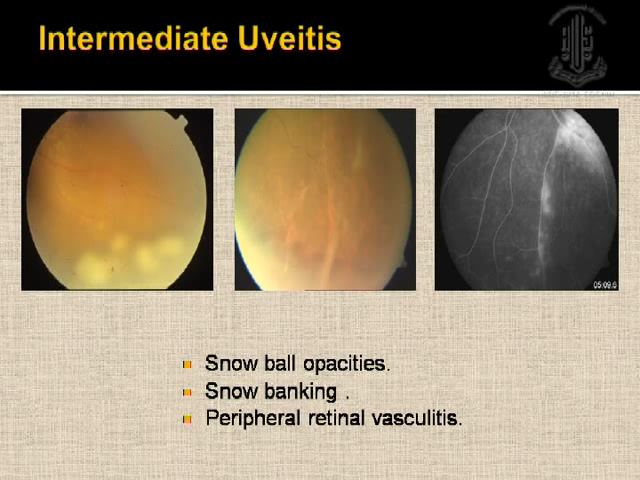 Intermediate Uveitis
05:09.0
Snow ball opacities.
Snow banking .
Peripheral retinal vasculitis.